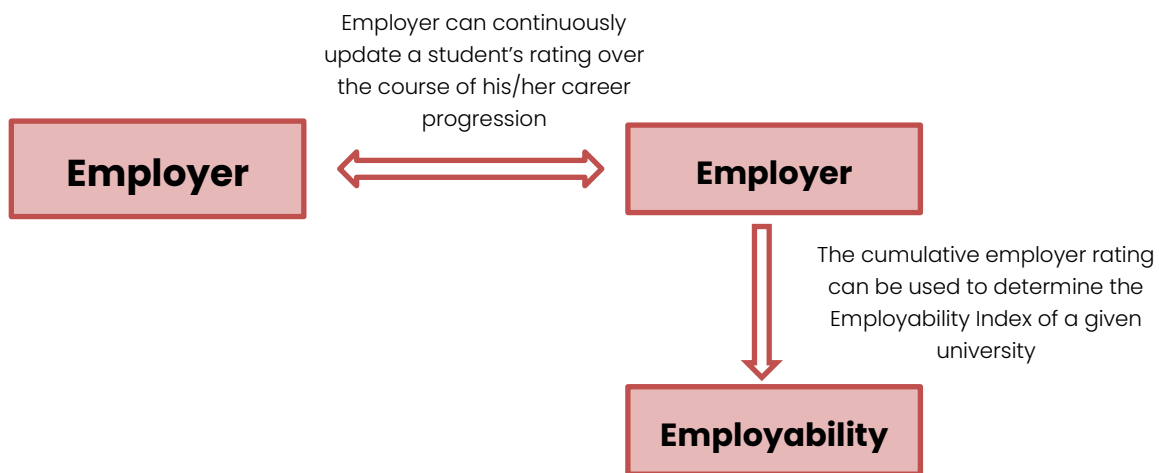 Employer can continuously
update a student’s rating over
the course of his/her career
progression
Employer
Employer
The cumulative employer rating
can be used to determine the
Employability Index of a given
university
Employability